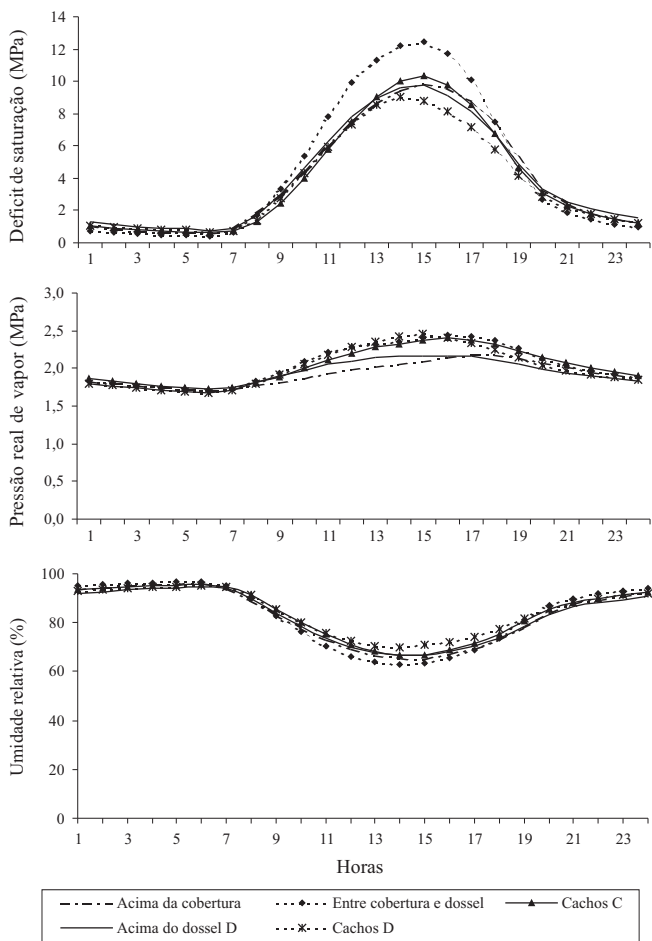 Deficit de saturação (MPa)
14
12
10
8
6
4
2
0
1 3 5 7 9 11 13 15 17 19 21 23
Pressão real de vapor (MPa)
3,0
2,5
2,0
1,5
1,0
0,5
0,0
1 3 5 7 9 11 13 15 17 19 21 23
Umidade relativa (%)
100
80
60
40
20
0
1 3 5 7 9 11 13 15 17 19 21 23
Horas
Acima da cobertura Entre cobertura e dossel Cachos C
Acima do dossel D Cachos D